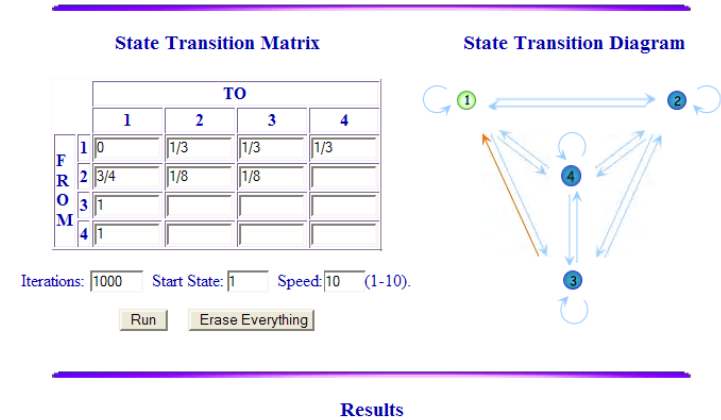 State Transition Matrix
State Transition Diagram
TO
1 2 3 4
FROM
1 0 1/3 1/3 1/3
2 3/4 1/8 1/8
3 1
4 1
1
2
4
3
Iterations: 1000 Start State: 1 Speed: 10 (1-10).
Run Erase Everything
Results